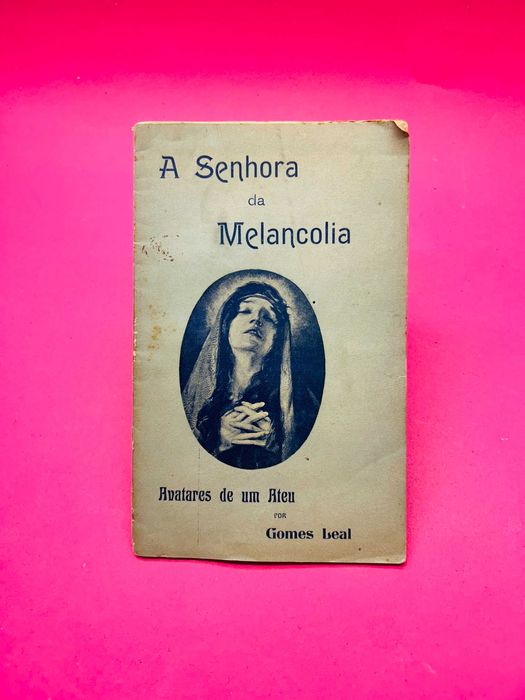 A Senhora
da
Melancolia
Avatares de um Ateu
POR
Gomes Leal